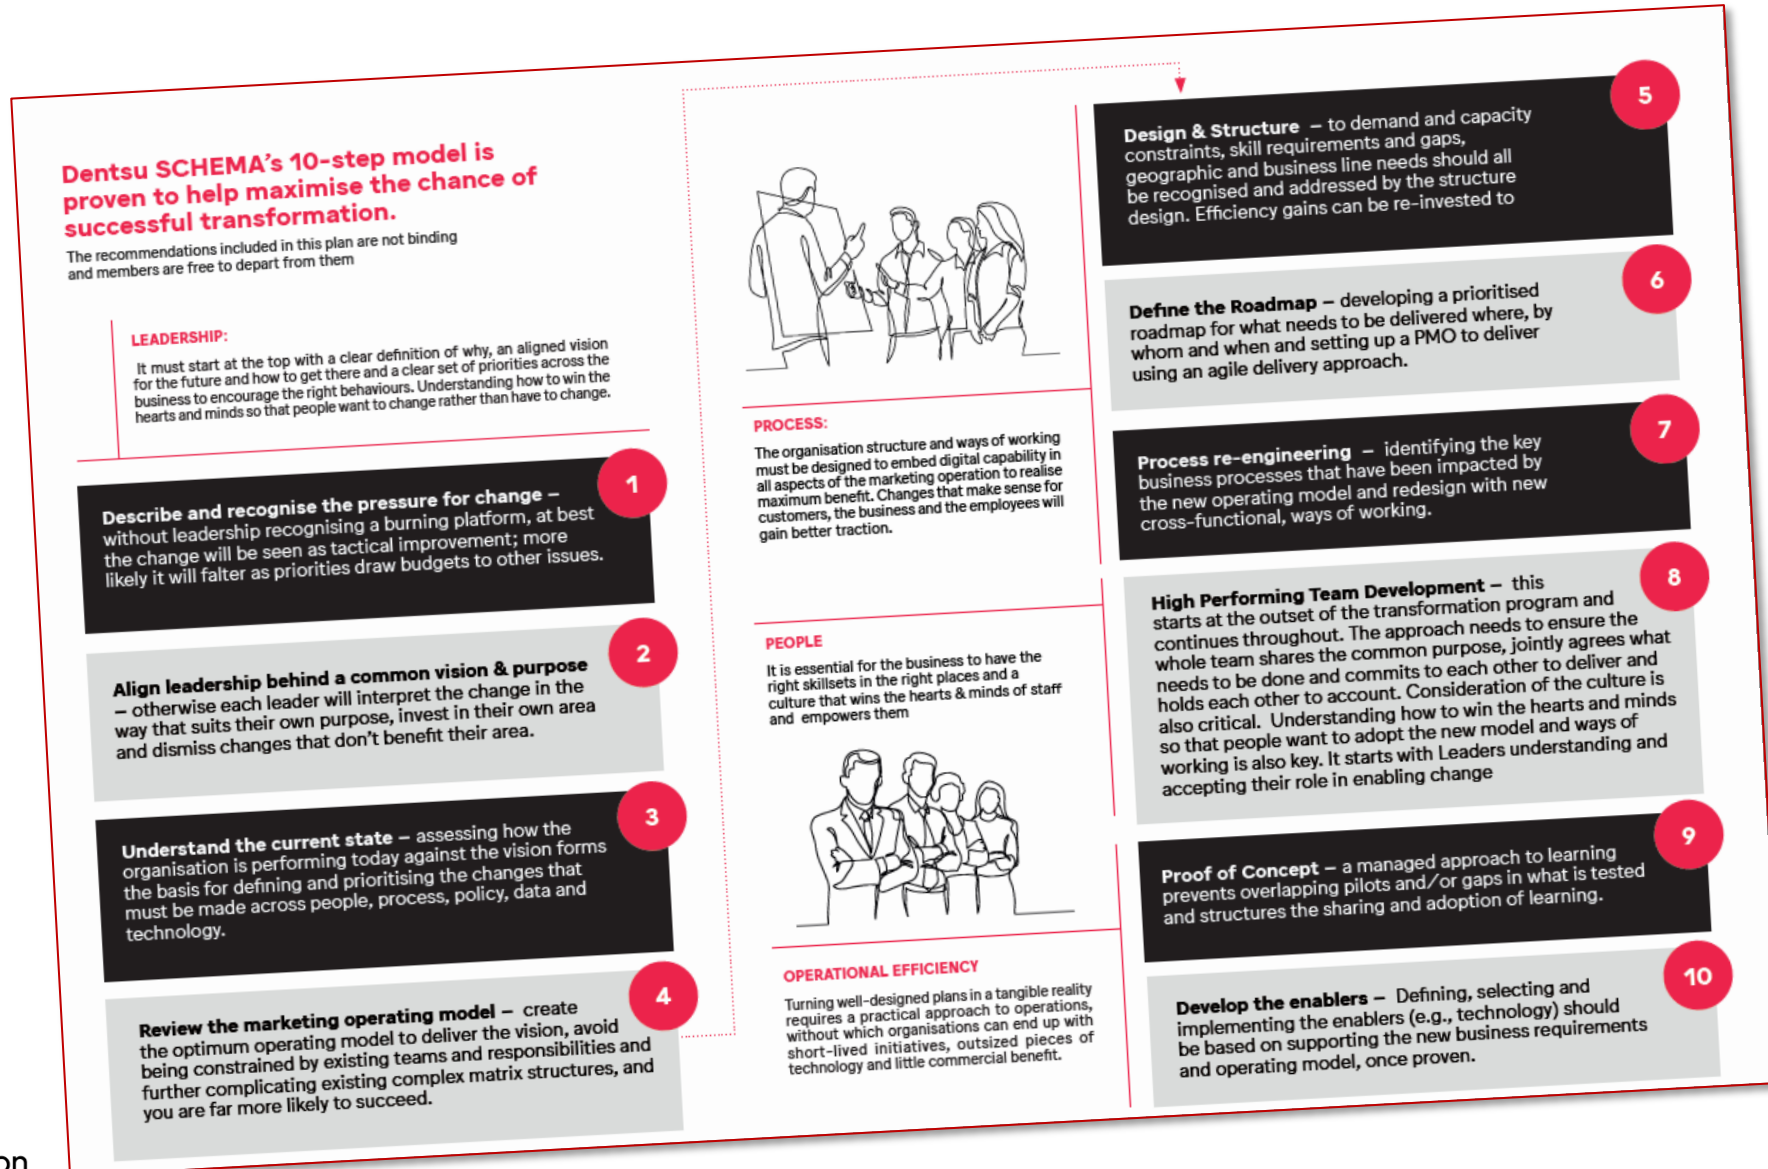 Dentsu SCHEMA's 10-step model is
proven to help maximise the chance of
successful transformation.
The recommendations included in this plan are not binding
and members are free to depart from them
LEADERSHIP:
It must start at the top with a clear definition of why, an aligned vision
for the future and how to get there and a clear set of priorities across the
business to encourage the right behaviours. Understanding how to win the
hearts and minds so that people want to change rather than have to change.
1
Describe and recognise the pressure for change –
without leadership recognising a burning platform, at best
the change will be seen as tactical improvement; more
likely it will falter as priorities draw budgets to other issues.
2
Align leadership behind a common vision & purpose
– otherwise each leader will interpret the change in the
way that suits their own purpose, invest in their own area
and dismiss changes that don't benefit their area.
3
Understand the current state – assessing how the
organisation is performing today against the vision forms
the basis for defining and prioritising the changes that
must be made across people, process, policy, data and
technology.
4
Review the marketing operating model – create
the optimum operating model to deliver the vision, avoid
being constrained by existing teams and responsibilities and
further complicating existing complex matrix structures, and
you are far more likely to succeed.
PROCESS:
The organisation structure and ways of working
must be designed to embed digital capability in
all aspects of the marketing operation to realise
maximum benefit. Changes that make sense for
customers, the business and the employees will
gain better traction.
PEOPLE
It is essential for the business to have the
right skillsets in the right places and a
culture that wins the hearts & minds of staff
and empowers them
OPERATIONAL EFFICIENCY
Turning well-designed plans in a tangible reality
requires a practical approach to operations,
without which organisations can end up with
short-lived initiatives, outsized pieces of
technology and little commercial benefit.
5
Design & Structure – to demand and capacity
constraints, skill requirements and gaps,
geographic and business line needs should all
be recognised and addressed by the structure
design. Efficiency gains can be re-invested to
6
Define the Roadmap – developing a prioritised
roadmap for what needs to be delivered where, by
whom and when and setting up a PMO to deliver
using an agile delivery approach.
7
Process re-engineering – identifying the key
business processes that have been impacted by
the new operating model and redesign with new
cross-functional, ways of working.
8
High Performing Team Development – this
starts at the outset of the transformation program and
continues throughout. The approach needs to ensure the
whole team shares the common purpose, jointly agrees what
needs to be done and commits to each other to deliver and
holds each other to account. Consideration of the culture is
also critical. Understanding how to win the hearts and minds
so that people want to adopt the new model and ways of
working is also key. It starts with Leaders understanding and
accepting their role in enabling change
9
Proof of Concept – a managed approach to learning
prevents overlapping pilots and/or gaps in what is tested
and structures the sharing and adoption of learning.
10
Develop the enablers – Defining, selecting and
implementing the enablers (e.g., technology) should
be based on supporting the new business requirements
and operating model, once proven.